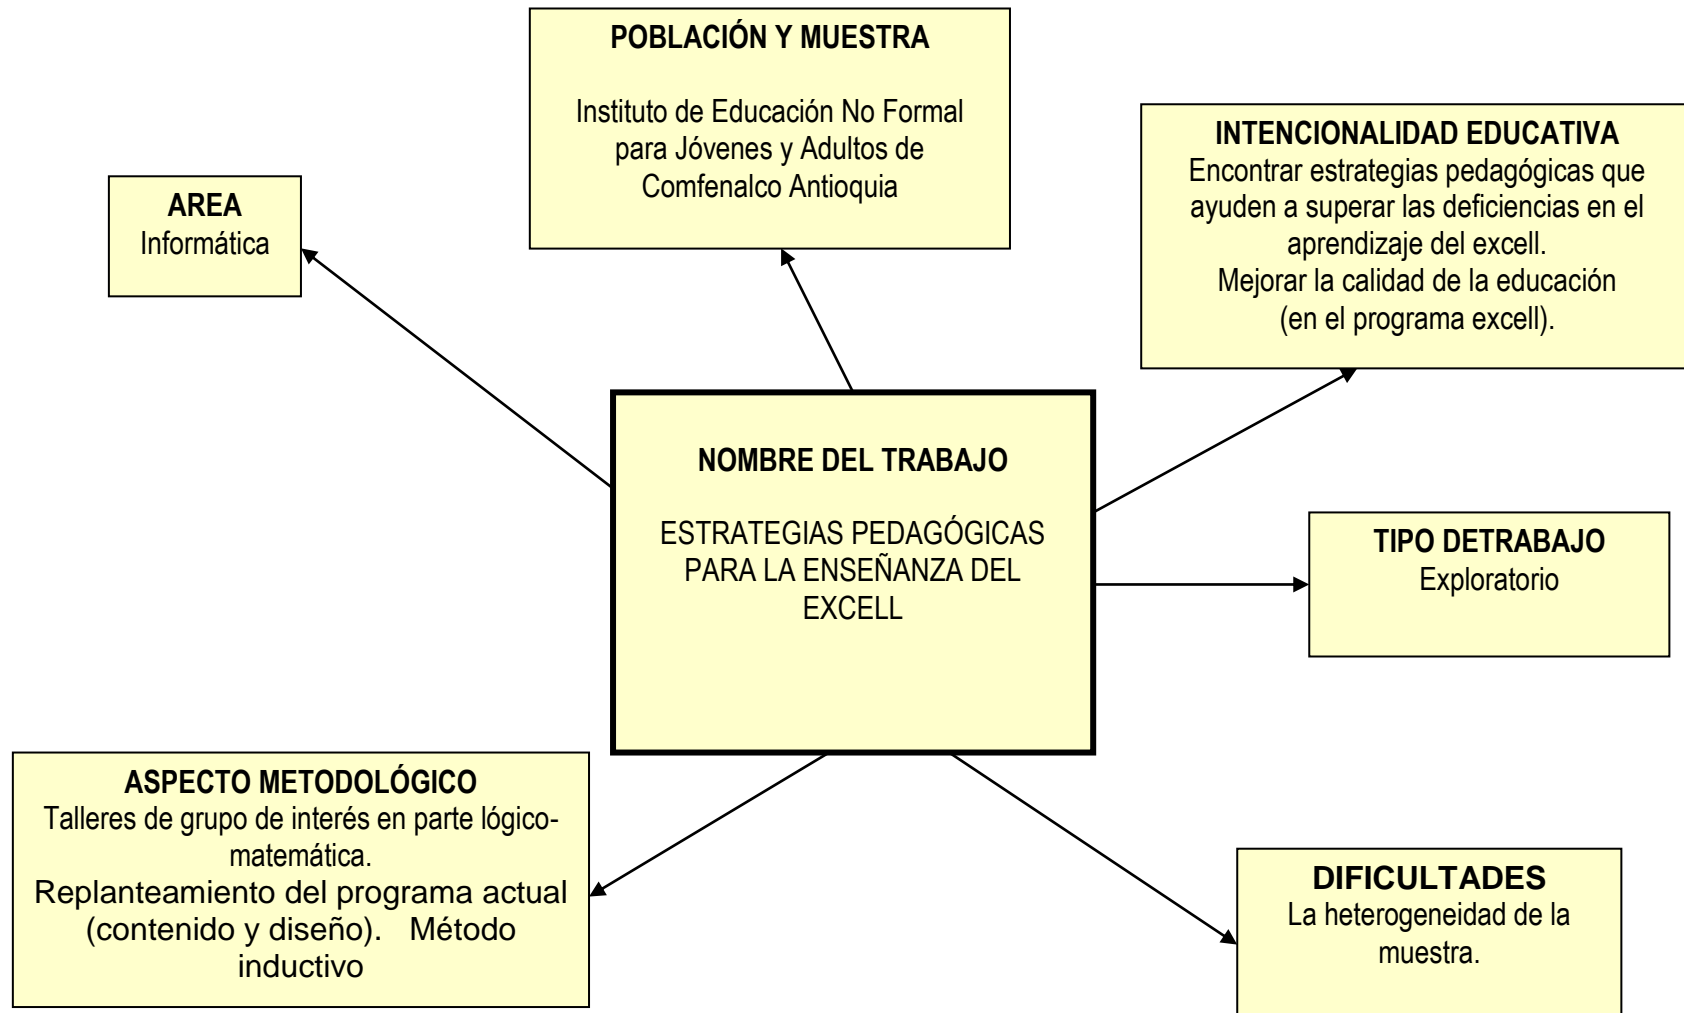 POBLACIÓN Y MUESTRA
Instituto de Educación No Formal
para Jóvenes y Adultos de
Comfenalco Antioquia
INTENCIONALIDAD EDUCATIVA
Encontrar estrategias pedagógicas que
ayuden a superar las deficiencias en el
aprendizaje del excell.
Mejorar la calidad de la educación
(en el programa excell).
AREA
Informática
NOMBRE DEL TRABAJO
ESTRATEGIAS PEDAGÓGICAS
PARA LA ENSEÑANZA DEL
EXCELL
TIPO DETRABAJO
Exploratorio
ASPECTO METODOLÓGICO
Talleres de grupo de interés en parte lógico-
matemática.
Replanteamiento del programa actual
(contenido y diseño).   Método
inductivo
DIFICULTADES
La heterogeneidad de la
muestra.